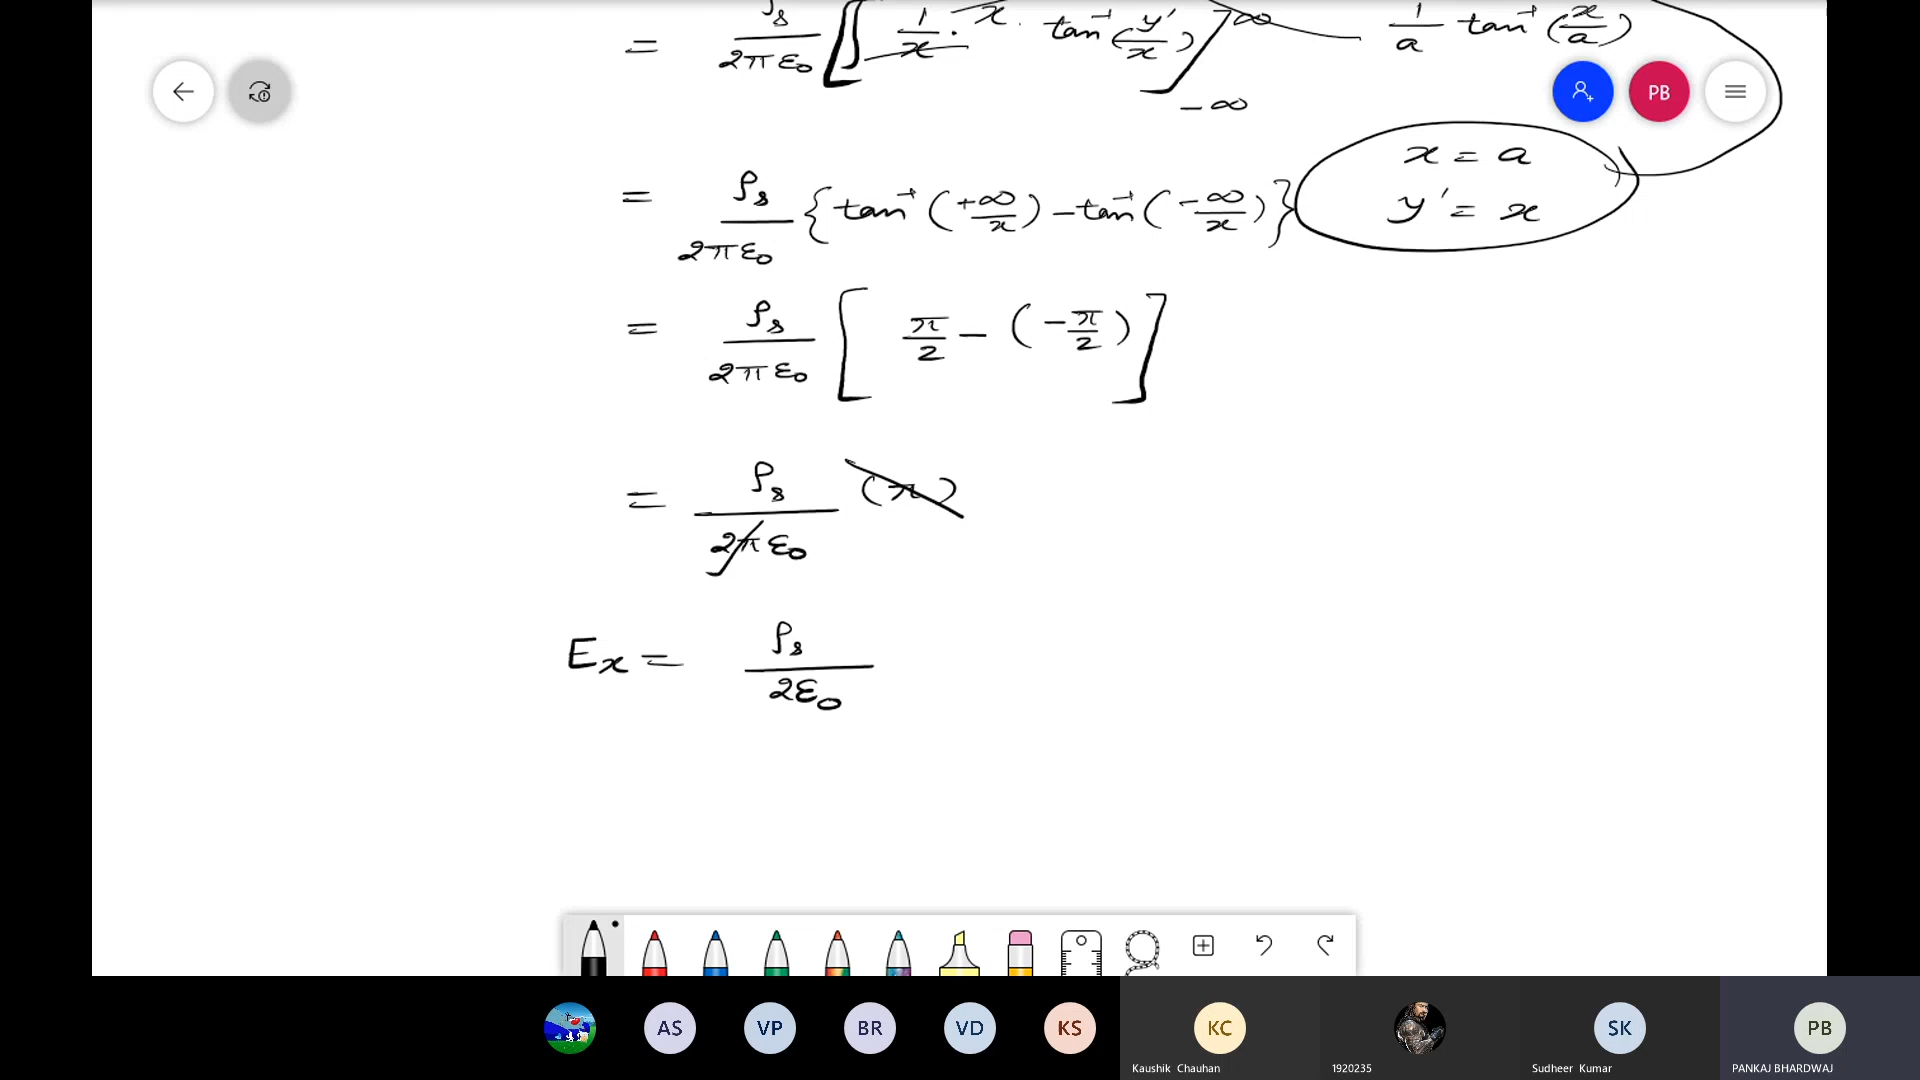 = ρs/2πε₀ [∫ 1/x · x · tan⁻¹(y'/x)]^∞_-∞ 1/a tan⁻¹(x/a)
PB
x = a
= ρs/2πε₀ {tan⁻¹(+∞/x) – tan⁻¹(-∞/x)} y' = x
= ρs/2πε₀ [π/2 – (-π/2)]
= ρs/2πε₀ (π)
Ex = ρs/2ε₀
AS VP BR VD KS KC SK PB
Kaushik Chauhan 1920235 Sudheer Kumar PANKAJ BHARDWAJ